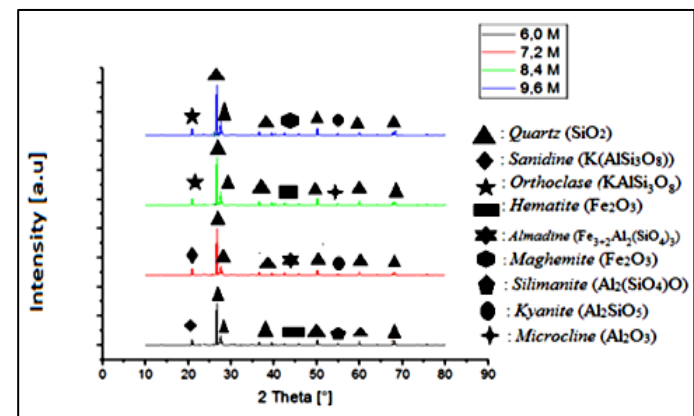 6,0 M
7,2 M
8,4 M
9,6 M
Intensity [a.u]
: Quartz (SiO2)
: Sanidine (K(AlSi3O8))
: Orthoclase (KAlSi3O8)
: Hematite (Fe2O3)
: Almadine (Fe3+2Al2(SiO4)3)
: Maghemite (Fe2O3)
: Silimanite (Al2(SiO4)O)
: Kyanite (Al2SiO5)
: Microcline (Al2O3)
0 10 20 30 40 50 60 70 80 90
2 Theta [°]